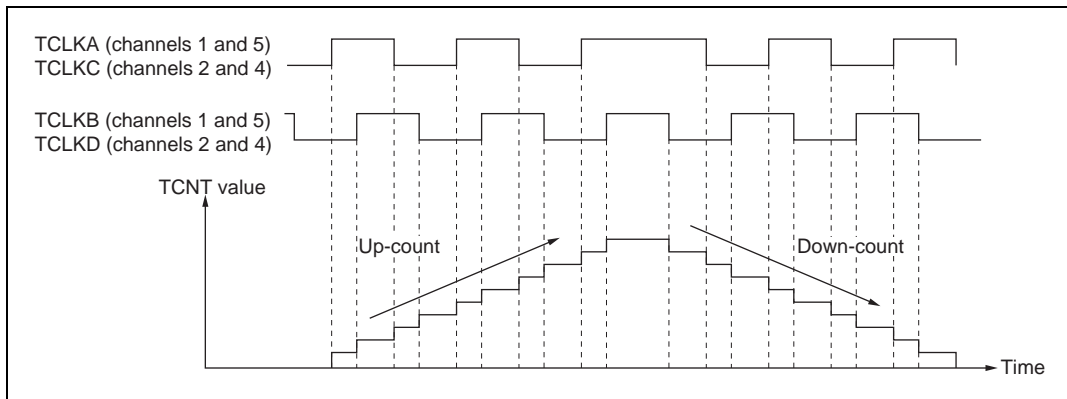 TCLKA (channels 1 and 5)
TCLKC (channels 2 and 4)
TCLKB (channels 1 and 5)
TCLKD (channels 2 and 4)
TCNT value
Up-count
Down-count
Time